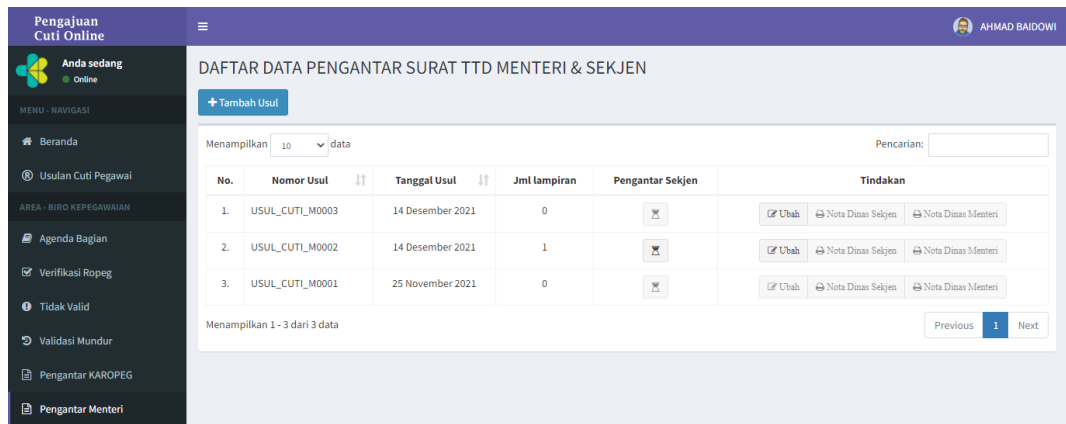 Pengajuan
Cuti Online
AHMAD BAIDOWI
Anda sedang
Online
MENU - NAVIGASI
Beranda
Usulan Cuti Pegawai
AREA - BIRO KEPEGAWAIAN
Agenda Bagian
Verifikasi Ropeg
Tidak Valid
Validasi Mundur
Pengantar KAROPEG
Pengantar Menteri
DAFTAR DATA PENGANTAR SURAT TTD MENTERI & SEKJEN
Tambah Usul
Menampilkan 10 data Pencarian:
No. Nomor Usul Tanggal Usul Jml lampiran Pengantar Sekjen Tindakan
1. USUL_CUTI_M0003 14 Desember 2021 0 Ubah Nota Dinas Sekjen Nota Dinas Menteri
2. USUL_CUTI_M0002 14 Desember 2021 1 Ubah Nota Dinas Sekjen Nota Dinas Menteri
3. USUL_CUTI_M0001 25 November 2021 0 Ubah Nota Dinas Sekjen Nota Dinas Menteri
Menampilkan 1 - 3 dari 3 data Previous 1 Next